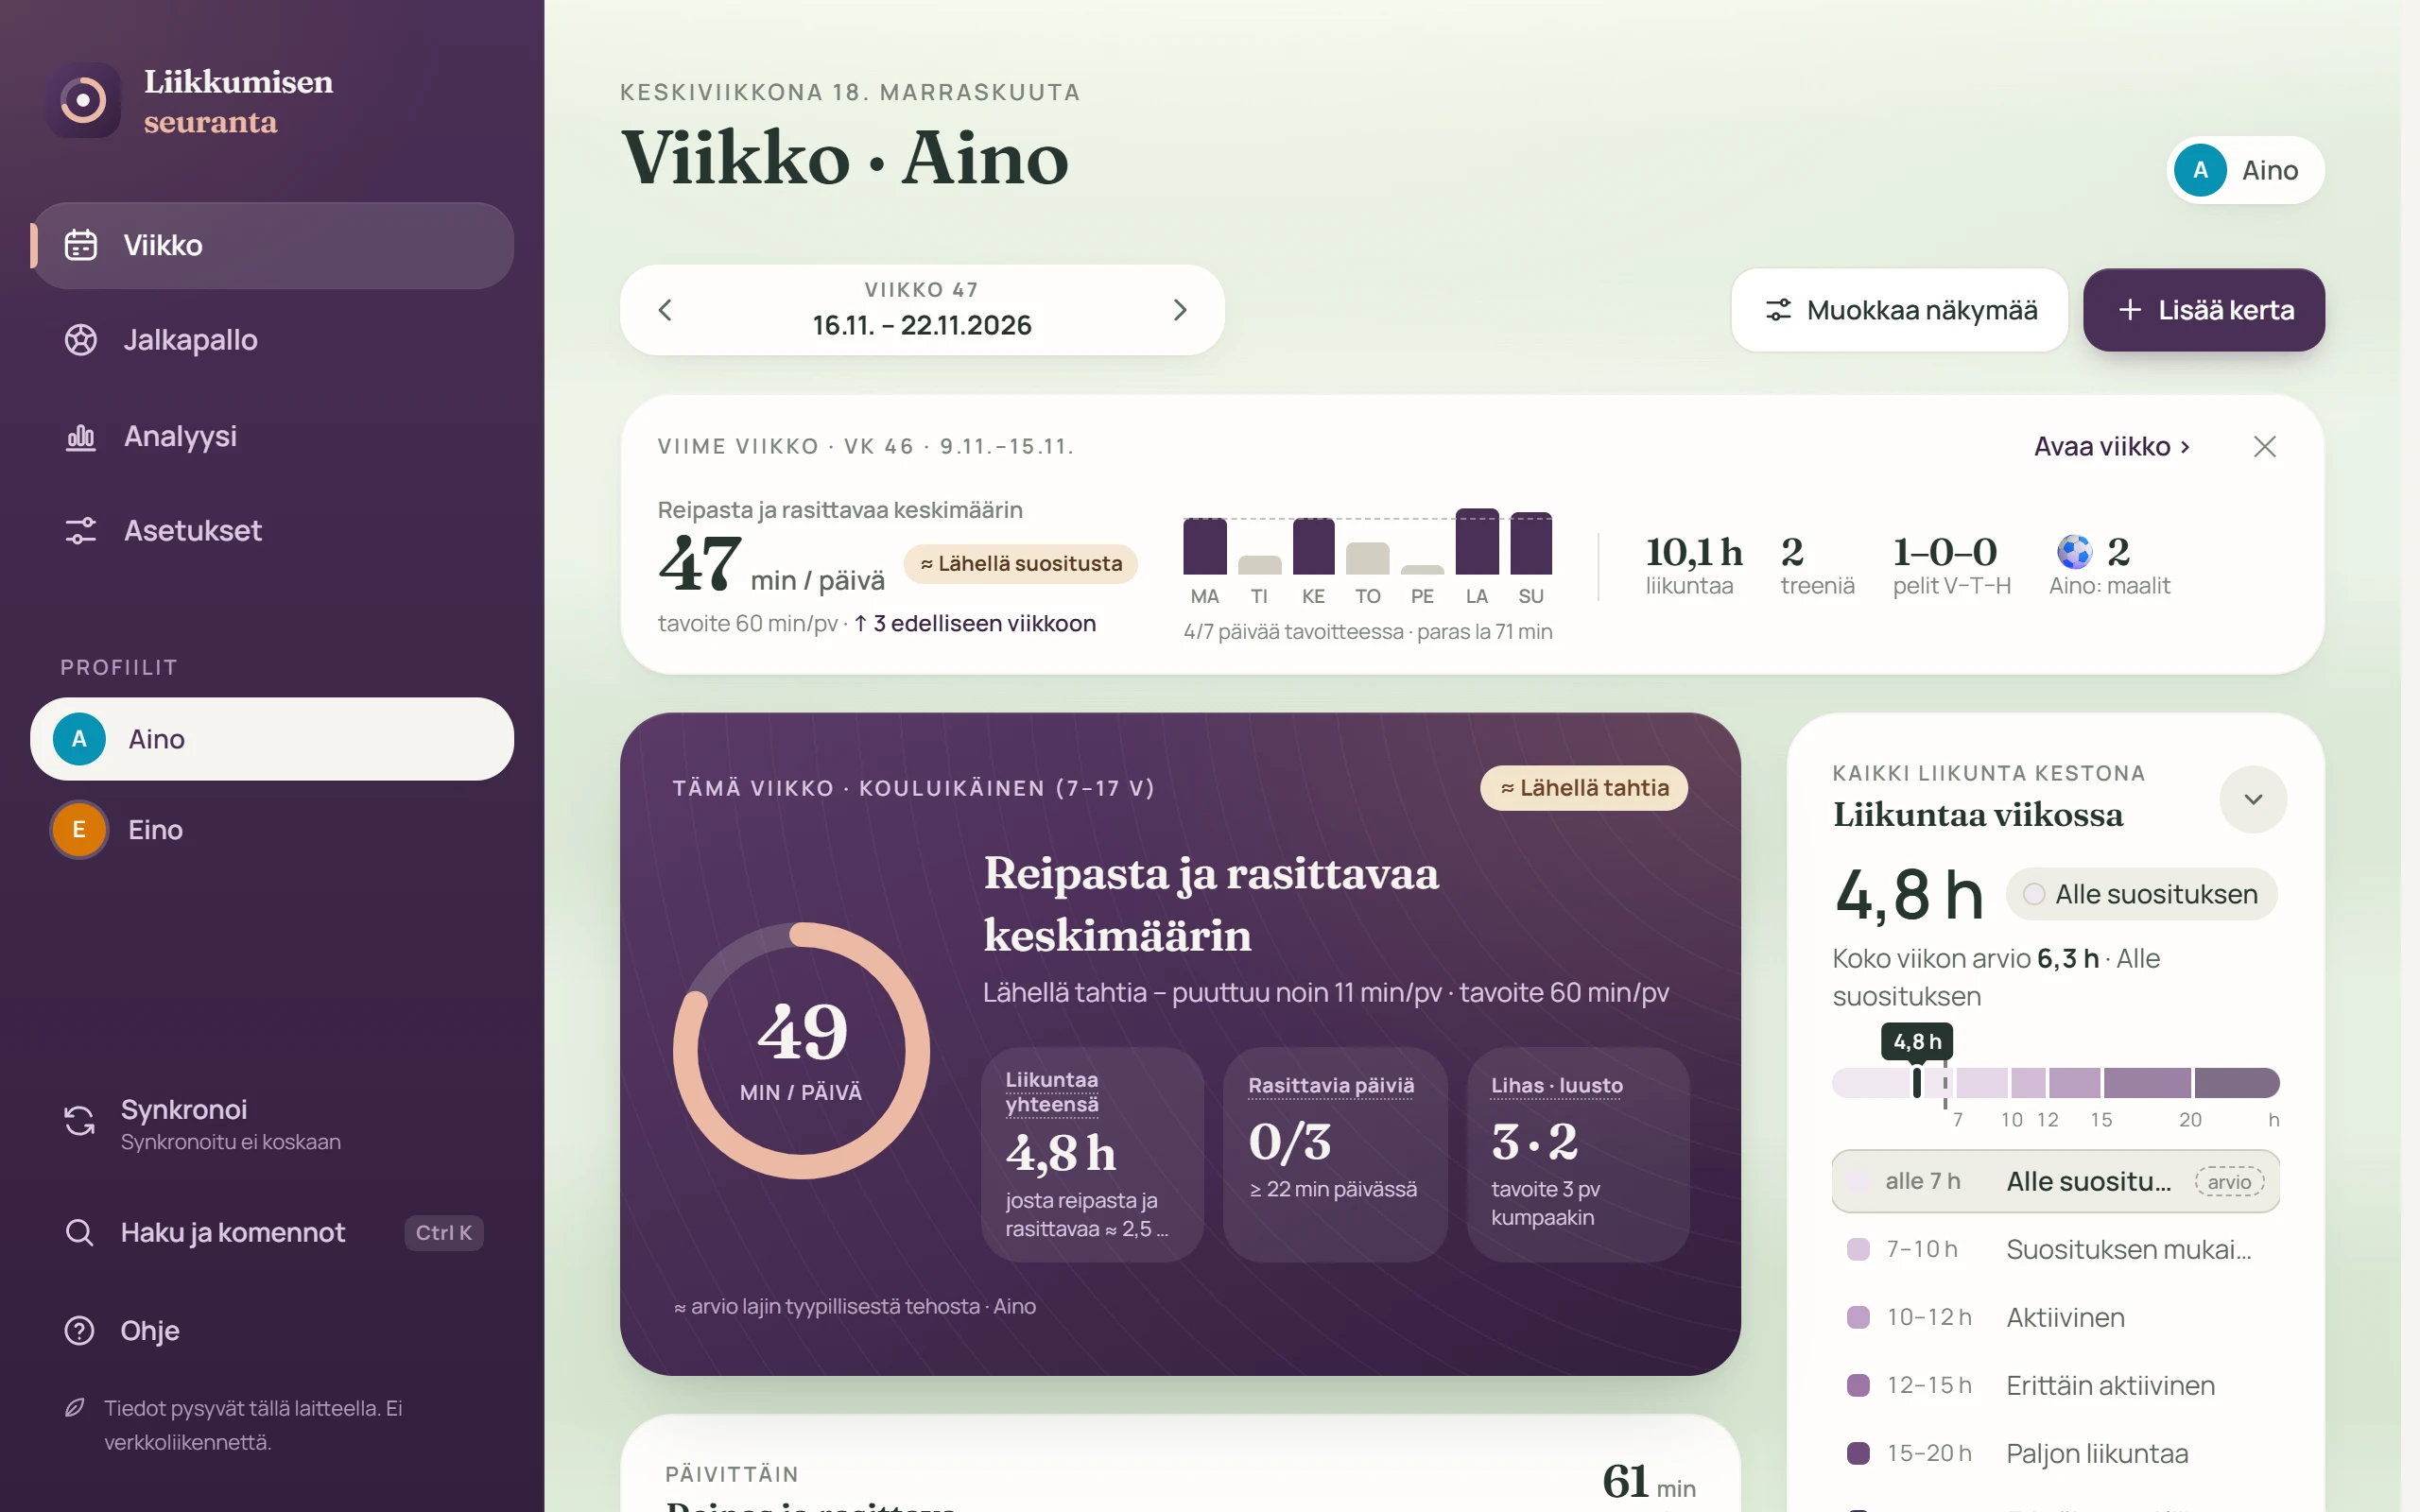 Liikkumisen
seuranta
Viikko
Jalkapallo
Analyysi
Asetukset
PROFIILIT
A Aino
E Eino
Synkronoi
Synkronoitu ei koskaan
Haku ja komennot Ctrl K
Ohje
Tiedot pysyvät tällä laitteella. Ei
verkkoliikennettä.
KESKIVIIKKONA 18. MARRASKUUTA
Viikko · Aino
A Aino
VIIKKO 47
16.11. – 22.11.2026
Muokkaa näkymää
Lisää kerta
VIIME VIIKKO · VK 46 · 9.11.–15.11.
Avaa viikko ›
Reipasta ja rasittavaa keskimäärin
47 min / päivä
≈ Lähellä suositusta
tavoite 60 min/pv · ↑ 3 edelliseen viikkoon
MA TI KE TO PE LA SU
4/7 päivää tavoitteessa · paras la 71 min
10,1 h
liikuntaa
2
treeniä
1–0–0
pelit V–T–H
⚽ 2
Aino: maalit
TÄMÄ VIIKKO · KOULUIKÄINEN (7–17 V)
≈ Lähellä tahtia
Reipasta ja rasittavaa
keskimäärin
Lähellä tahtia – puuttuu noin 11 min/pv · tavoite 60 min/pv
49
MIN / PÄIVÄ
Liikuntaa
yhteensä
4,8 h
josta reipasta ja
rasittavaa ≈ 2,5 ...
Rasittavia päiviä
0/3
≥ 22 min päivässä
Lihas · luusto
3 · 2
tavoite 3 pv
kumpaakin
≈ arvio lajin tyypillisestä tehosta · Aino
KAIKKI LIIKUNTA KESTONA
Liikuntaa viikossa
4,8 h
Alle suosituksen
Koko viikon arvio 6,3 h · Alle
suosituksen
4,8 h
7 10 12 15 20 h
alle 7 h Alle suositu... arvio
7–10 h Suosituksen mukai...
10–12 h Aktiivinen
12–15 h Erittäin aktiivinen
15–20 h Paljon liikuntaa
PÄIVITTÄIN
61 min